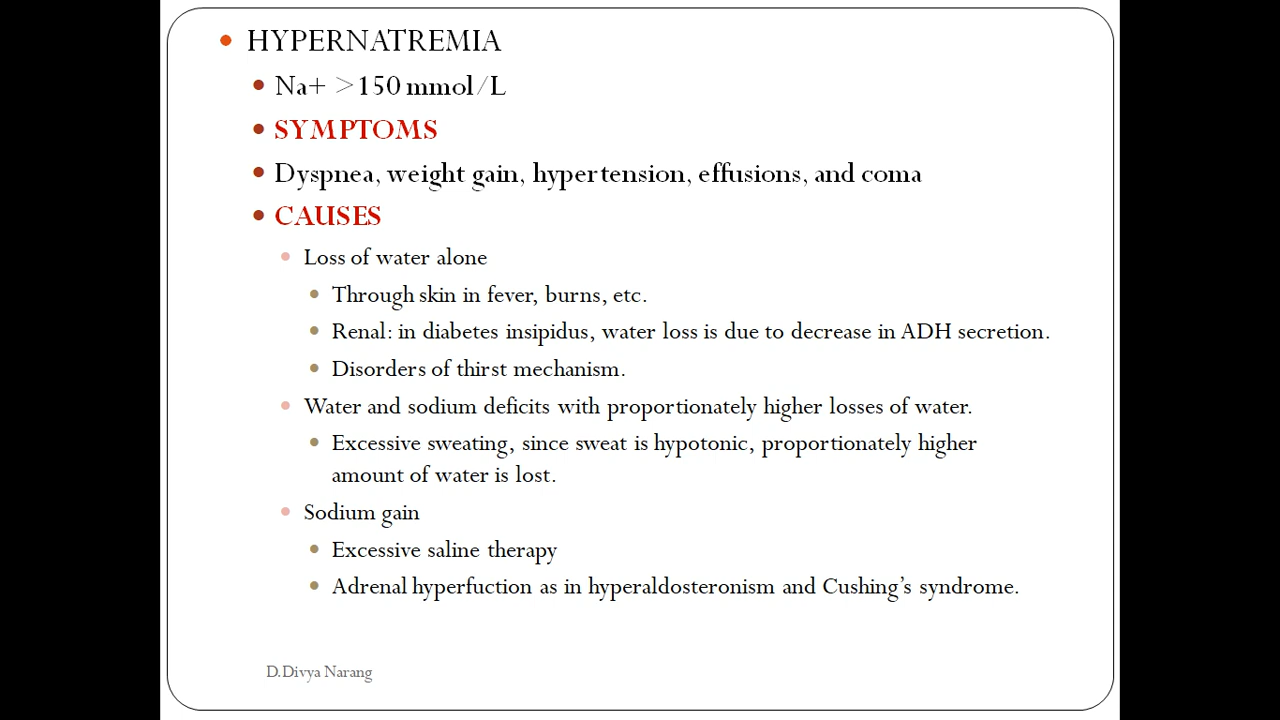 HYPERNATREMIA
Na+ >150 mmol/L
SYMPTOMS
Dyspnea, weight gain, hypertension, effusions, and coma
CAUSES
Loss of water alone
Through skin in fever, burns, etc.
Renal: in diabetes insipidus, water loss is due to decrease in ADH secretion.
Disorders of thirst mechanism.
Water and sodium deficits with proportionately higher losses of water.
Excessive sweating, since sweat is hypotonic, proportionately higher
amount of water is lost.
Sodium gain
Excessive saline therapy
Adrenal hyperfuction as in hyperaldosteronism and Cushing’s syndrome.
D.Divya Narang